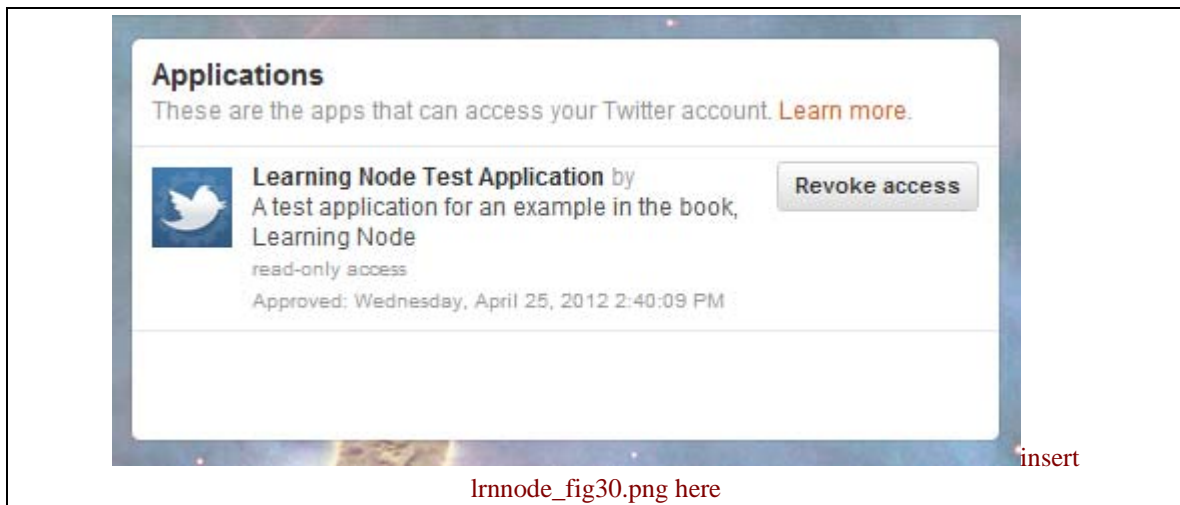 Applications
These are the apps that can access your Twitter account. Learn more.
Learning Node Test Application by
Revoke access
A test application for an example in the book,
Learning Node
read-only access
Approved: Wednesday, April 25, 2012 2:40:09 PM
insert
lrnnode_fig30.png here